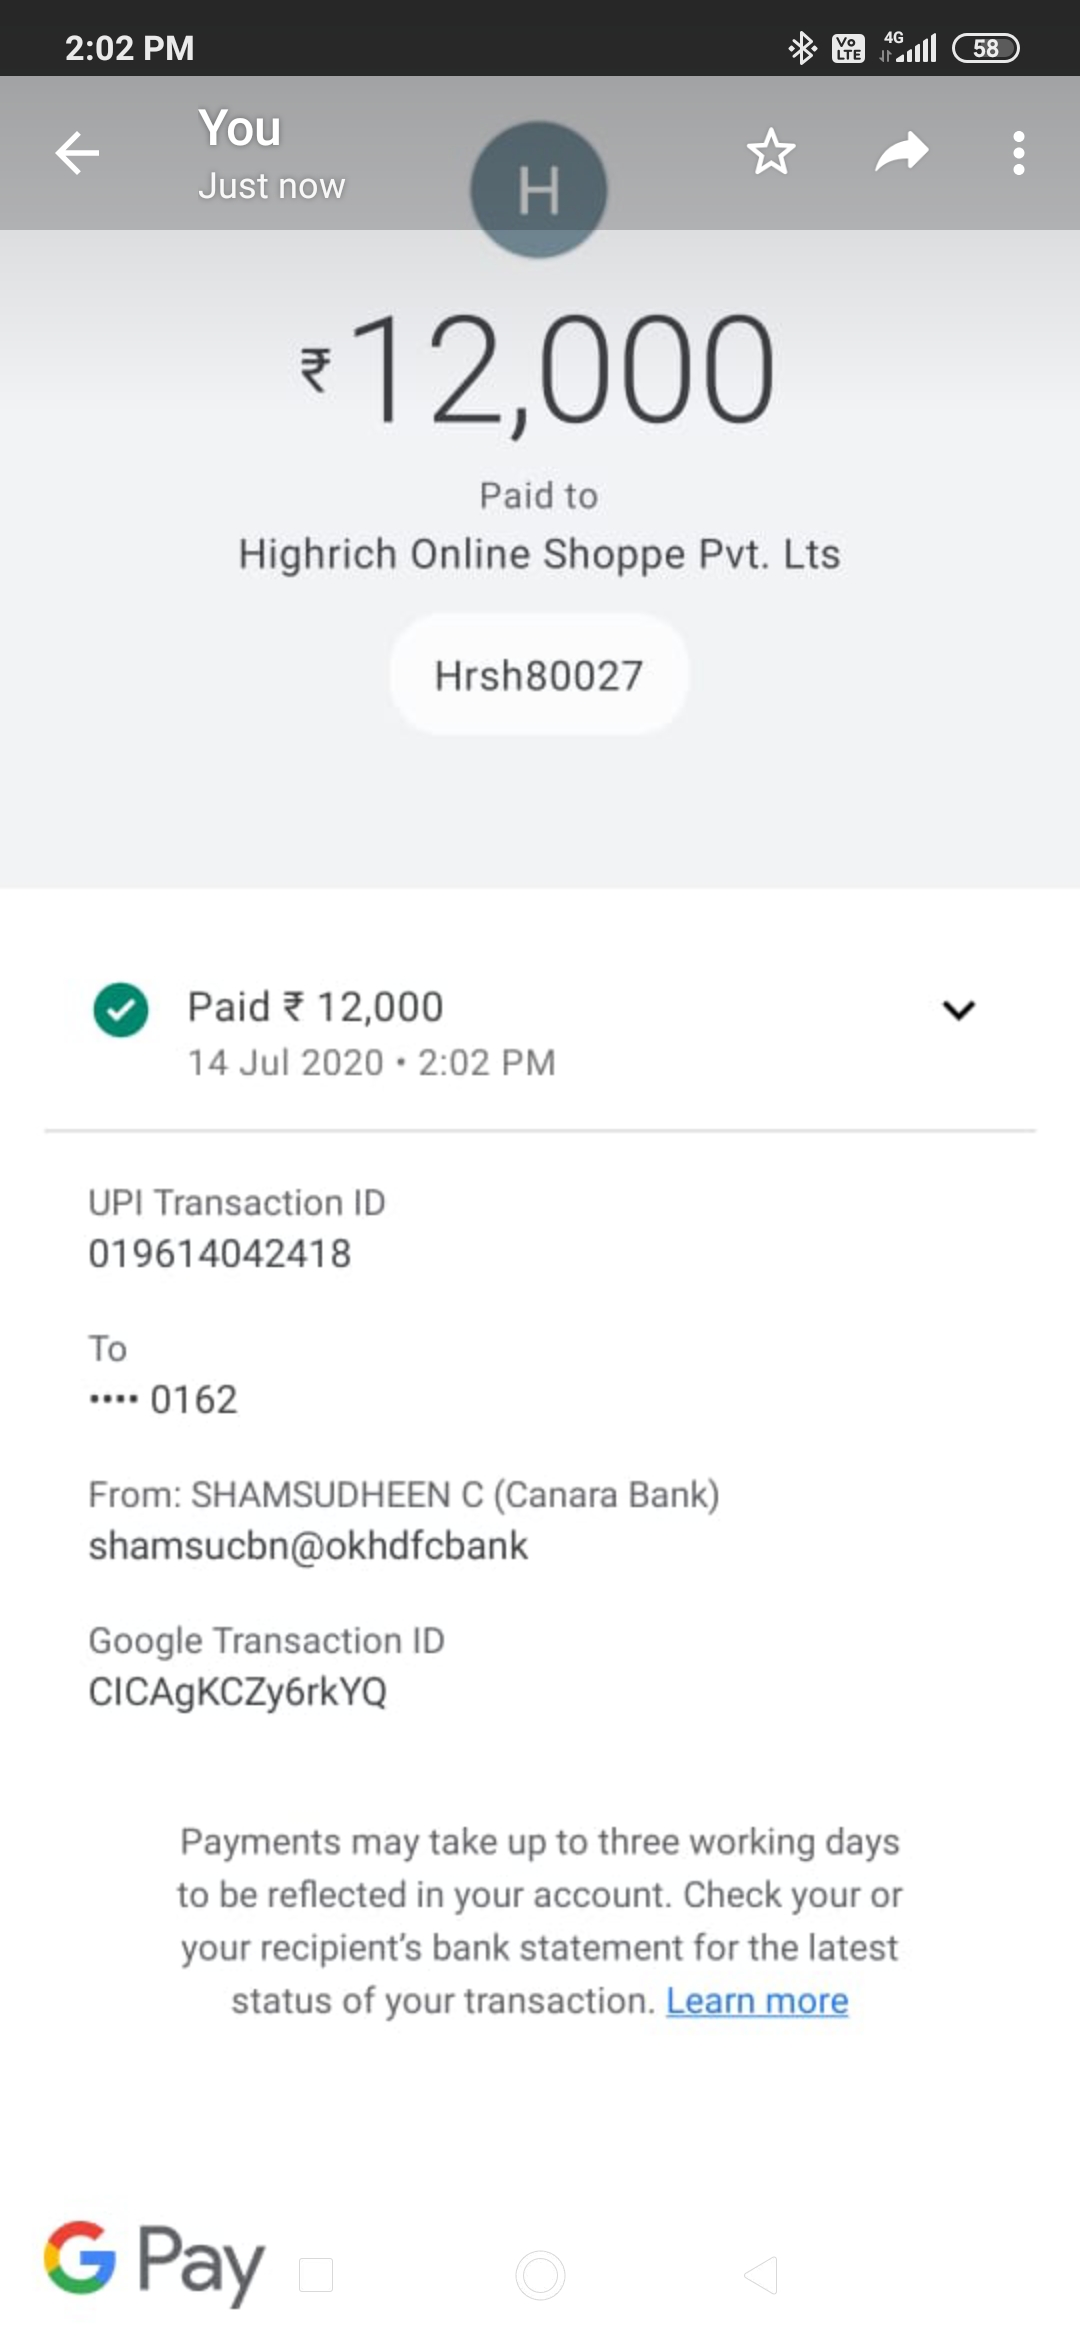 2:02 PM
Vo LTE 4G 58
You
Just now
H
₹12,000
Paid to
Highrich Online Shoppe Pvt. Lts
Hrsh80027
Paid ₹ 12,000
14 Jul 2020 • 2:02 PM
UPI Transaction ID
019614042418
To
•••• 0162
From: SHAMSUDHEEN C (Canara Bank)
shamsucbn@okhdfcbank
Google Transaction ID
CICAgKCZy6rkYQ
Payments may take up to three working days
to be reflected in your account. Check your or
your recipient's bank statement for the latest
status of your transaction. Learn more
G Pay